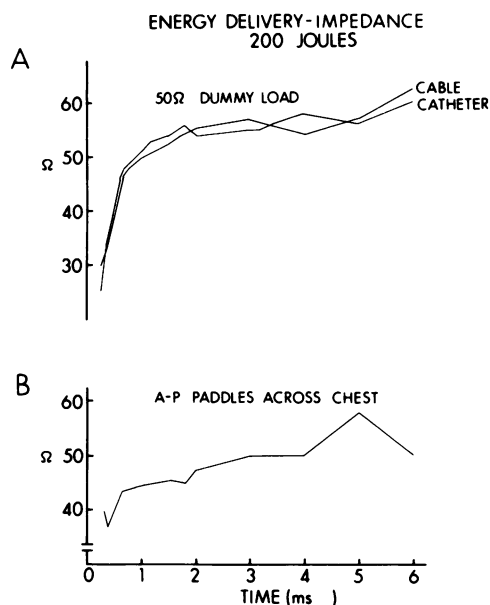 ENERGY DELIVERY-IMPEDANCE
200 JOULES
A
50Ω DUMMY LOAD
CABLE
CATHETER
60
50
Ω
40
30
B
A-P PADDLES ACROSS CHEST
60
Ω
50
40
0 1 2 3 4 5 6
TIME (ms )